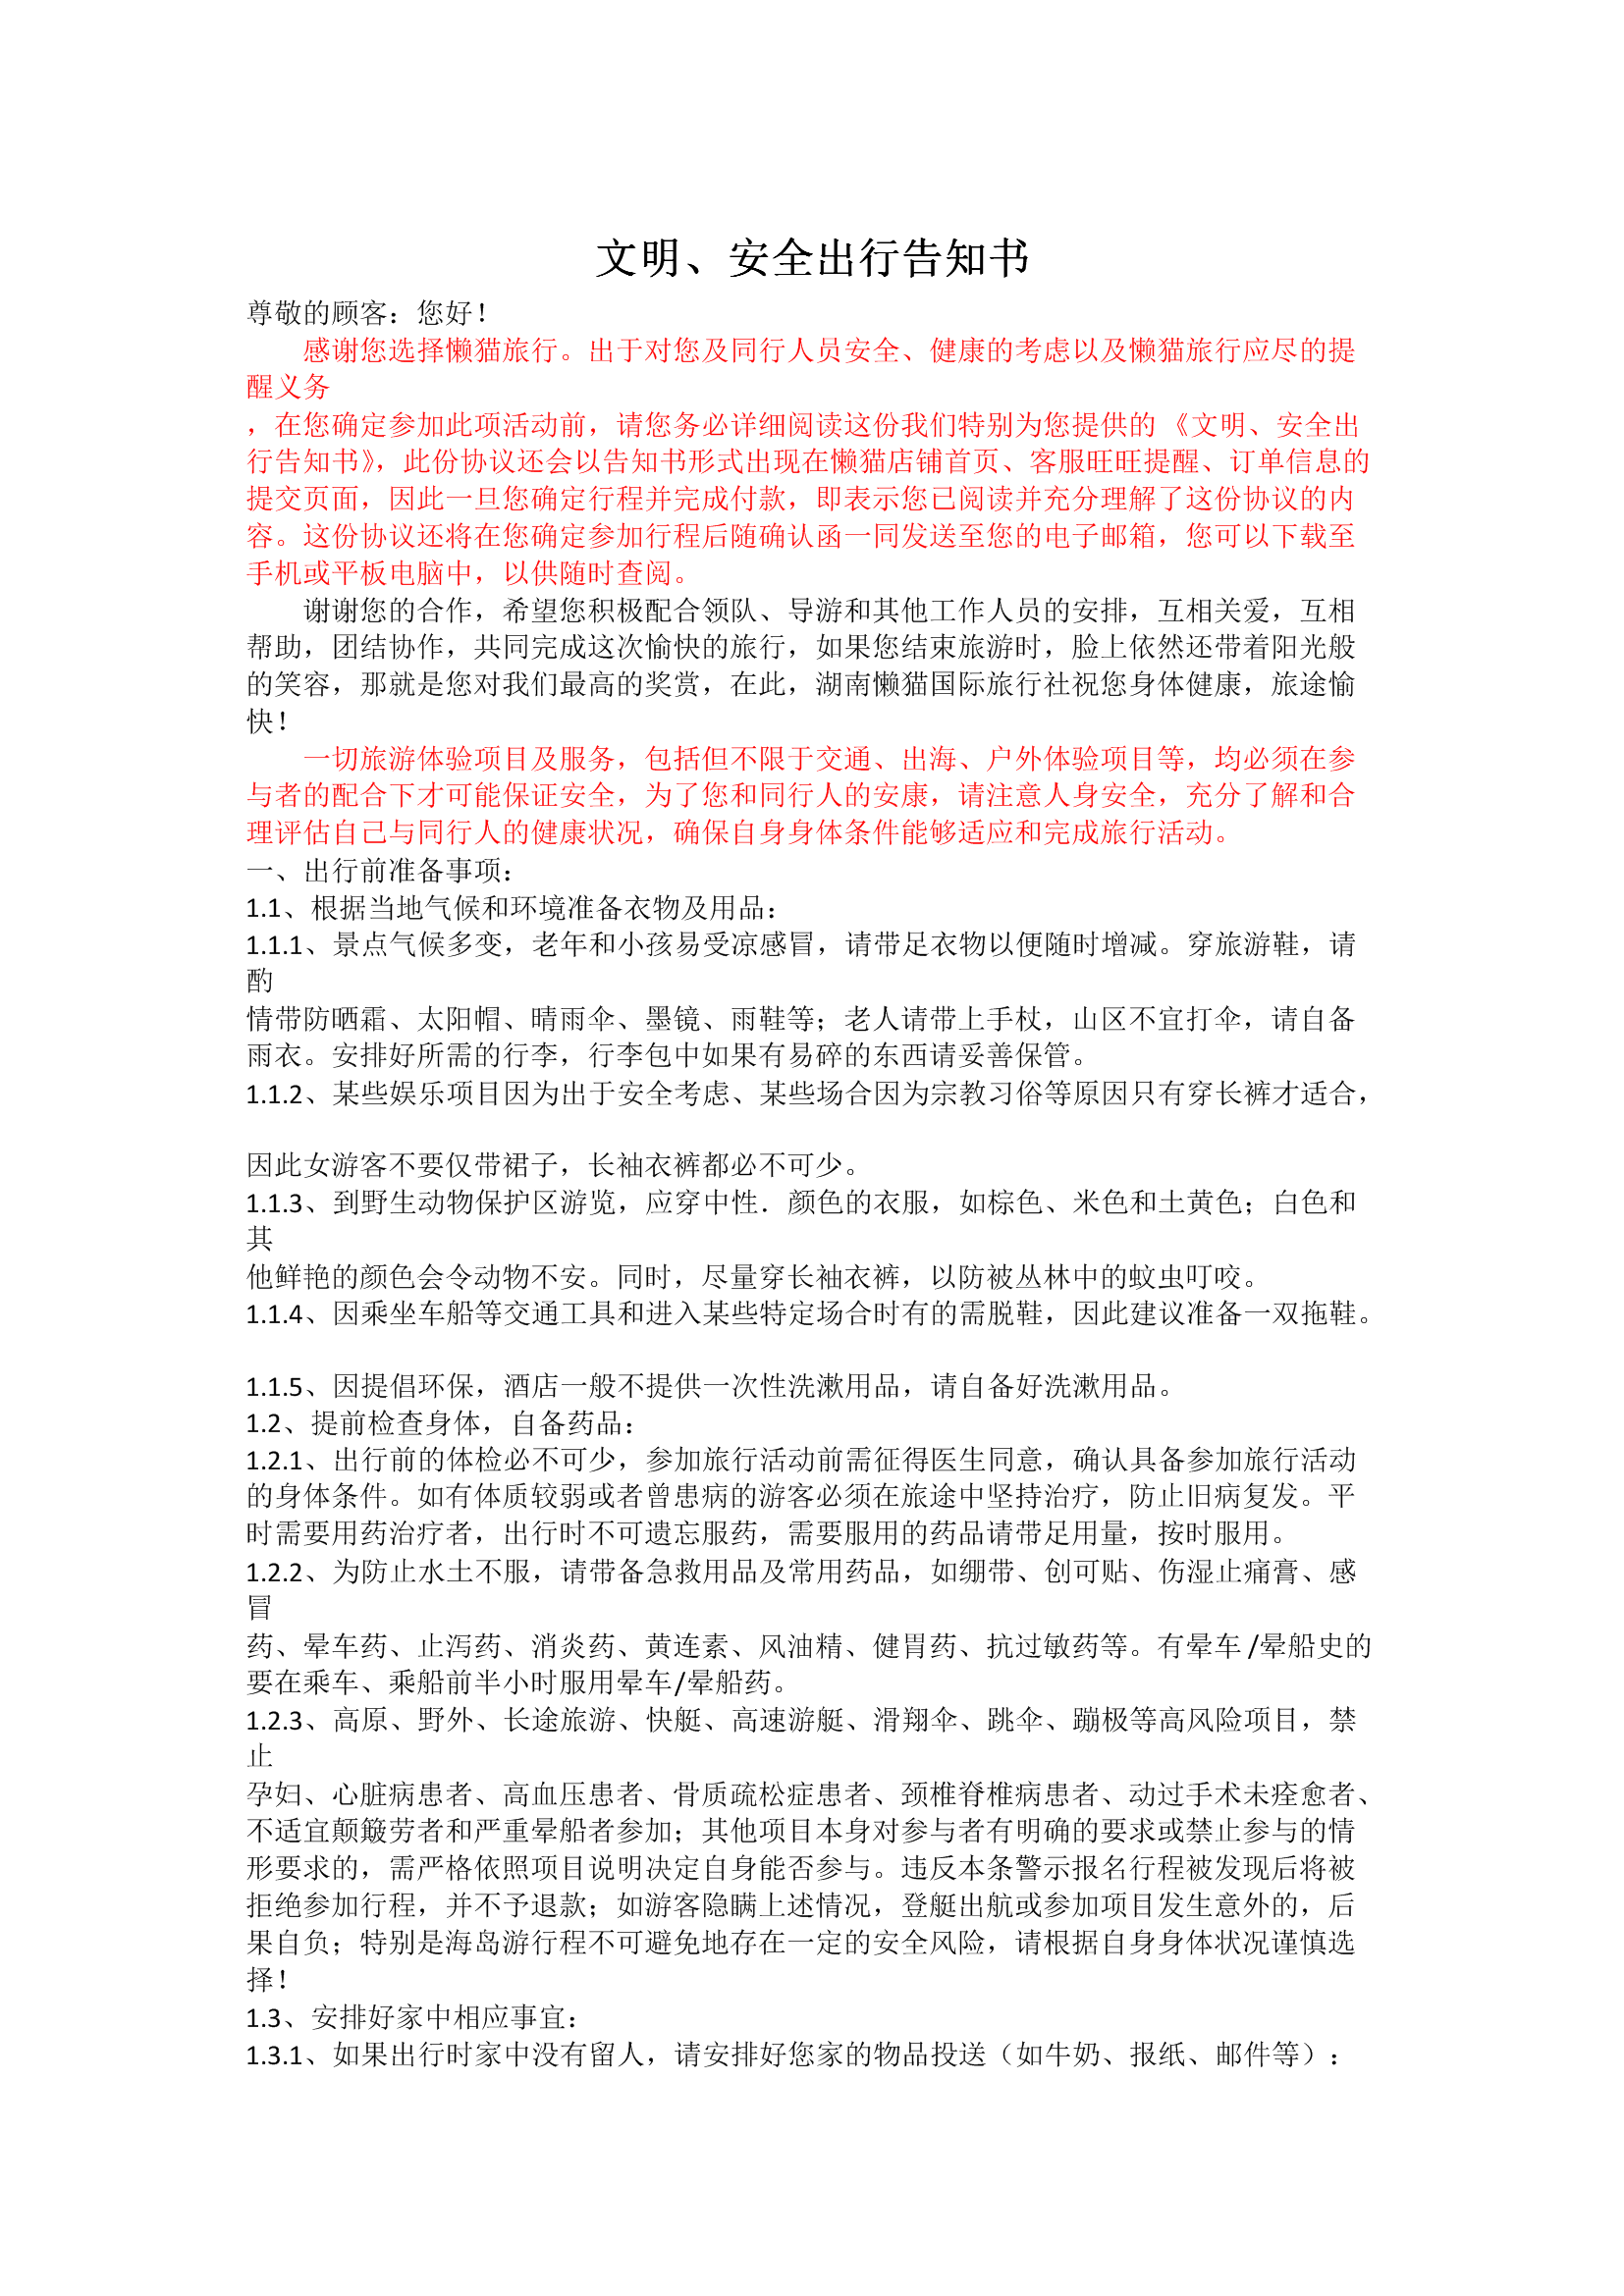 文明、安全出行告知书
尊敬的顾客：您好！
感谢您选择懒猫旅行。出于对您及同行人员安全、健康的考虑以及懒猫旅行应尽的提
醒义务
，在您确定参加此项活动前，请您务必详细阅读这份我们特别为您提供的《文明、安全出
行告知书》，此份协议还会以告知书形式出现在懒猫店铺首页、客服旺旺提醒、订单信息的
提交页面，因此一旦您确定行程并完成付款，即表示您已阅读并充分理解了这份协议的内
容。这份协议还将在您确定参加行程后随确认函一同发送至您的电子邮箱，您可以下载至
手机或平板电脑中，以供随时查阅。
谢谢您的合作，希望您积极配合领队、导游和其他工作人员的安排，互相关爱，互相
帮助，团结协作，共同完成这次愉快的旅行，如果您结束旅游时，脸上依然还带着阳光般
的笑容，那就是您对我们最高的奖赏，在此，湖南懒猫国际旅行社祝您身体健康，旅途愉
快！
一切旅游体验项目及服务，包括但不限于交通、出海、户外体验项目等，均必须在参
与者的配合下才可能保证安全，为了您和同行人的安康，请注意人身安全，充分了解和合
理评估自己与同行人的健康状况，确保自身身体条件能够适应和完成旅行活动。
一、出行前准备事项：
1.1、根据当地气候和环境准备衣物及用品：
1.1.1、景点气候多变，老年和小孩易受凉感冒，请带足衣物以便随时增减。穿旅游鞋，请
酌
情带防晒霜、太阳帽、晴雨伞、墨镜、雨鞋等；老人请带上手杖，山区不宜打伞，请自备
雨衣。安排好所需的行李，行李包中如果有易碎的东西请妥善保管。
1.1.2、某些娱乐项目因为出于安全考虑、某些场合因为宗教习俗等原因只有穿长裤才适合，
因此女游客不要仅带裙子，长袖衣裤都必不可少。
1.1.3、到野生动物保护区游览，应穿中性．颜色的衣服，如棕色、米色和土黄色；白色和
其
他鲜艳的颜色会令动物不安。同时，尽量穿长袖衣裤，以防被丛林中的蚊虫叮咬。
1.1.4、因乘坐车船等交通工具和进入某些特定场合时有的需脱鞋，因此建议准备一双拖鞋。
1.1.5、因提倡环保，酒店一般不提供一次性洗漱用品，请自备好洗漱用品。
1.2、提前检查身体，自备药品：
1.2.1、出行前的体检必不可少，参加旅行活动前需征得医生同意，确认具备参加旅行活动
的身体条件。如有体质较弱或者曾患病的游客必须在旅途中坚持治疗，防止旧病复发。平
时需要用药治疗者，出行时不可遗忘服药，需要服用的药品请带足用量，按时服用。
1.2.2、为防止水土不服，请带备急救用品及常用药品，如绷带、创可贴、伤湿止痛膏、感
冒
药、晕车药、止泻药、消炎药、黄连素、风油精、健胃药、抗过敏药等。有晕车/晕船史的
要在乘车、乘船前半小时服用晕车/晕船药。
1.2.3、高原、野外、长途旅游、快艇、高速游艇、滑翔伞、跳伞、蹦极等高风险项目，禁
止
孕妇、心脏病患者、高血压患者、骨质疏松症患者、颈椎脊椎病患者、动过手术未痊愈者、
不适宜颠簸劳者和严重晕船者参加；其他项目本身对参与者有明确的要求或禁止参与的情
形要求的，需严格依照项目说明决定自身能否参与。违反本条警示报名行程被发现后将被
拒绝参加行程，并不予退款；如游客隐瞒上述情况，登艇出航或参加项目发生意外的，后
果自负；特别是海岛游行程不可避免地存在一定的安全风险，请根据自身身体状况谨慎选
择！
1.3、安排好家中相应事宜：
1.3.1、如果出行时家中没有留人，请安排好您家的物品投送（如牛奶、报纸、邮件等）：